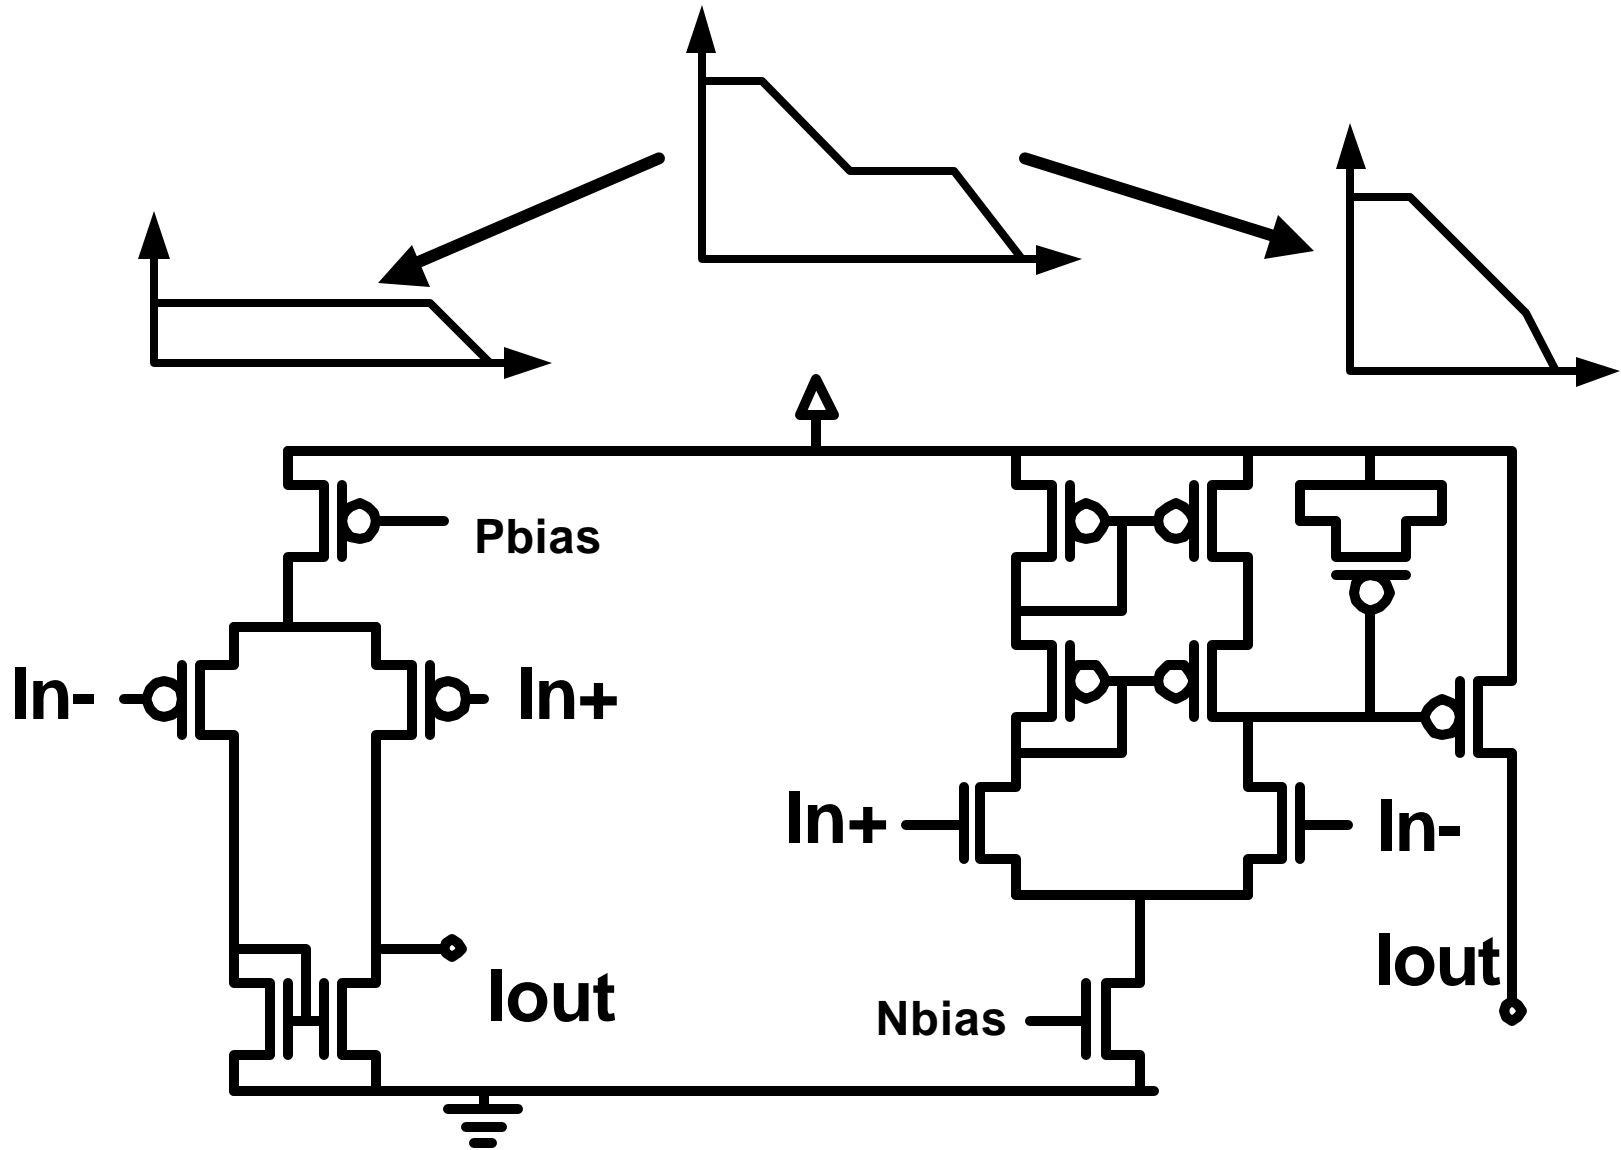 Pbias
In-
In+
In+
In-
Iout
Iout
Nbias